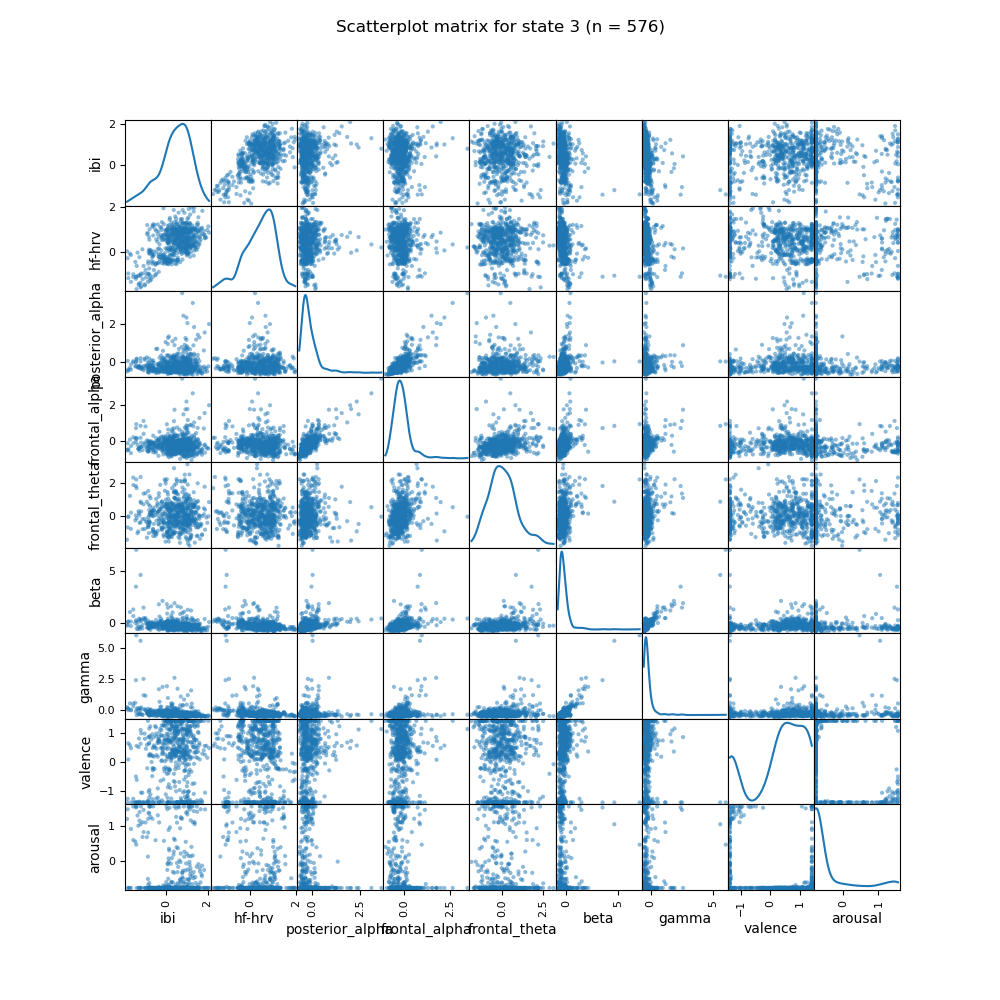 Scatterplot matrix for state 3 (n = 576)
2
0
ibi
2
0
hf-hrv
2
0
posterior_alpha
2
0
frontal_alpha
2
0
frontal_theta
5
0
beta
5.0
2.5
0.0
gamma
1
0
−1
valence
1
0
arousal
0 2 0 2 0.0 2.5 0.0 2.5 0.0 2.5 0 5 0 5 −1 0 1 0 1
ibi hf-hrv posterior_alpha frontal_alpha frontal_theta beta gamma valence arousal